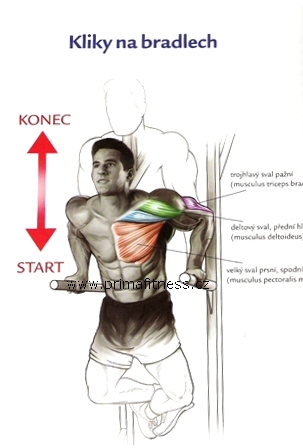 Kliky na bradlech
KONEC
trojhlavý sval pažní
(musculus triceps bra
deltový sval, přední hl
(musculus deltoideus)
START
velký sval prsní, spodní
(musculus pectoralis m
www.primafitness.cz